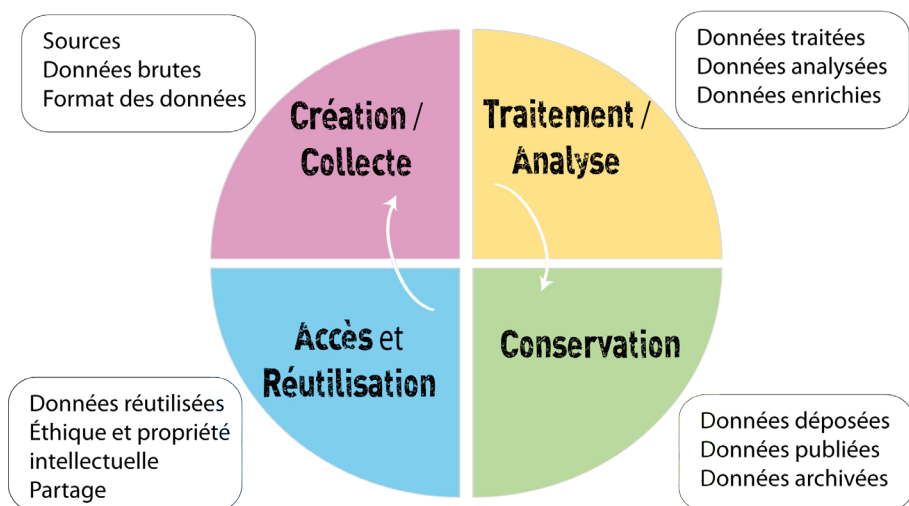 Sources
Données brutes
Format des données
Création /
Collecte
Traitement /
Analyse
Données traitées
Données analysées
Données enrichies
Accès et
Réutilisation
Conservation
Données réutilisées
Éthique et propriété
intellectuelle
Partage
Données déposées
Données publiées
Données archivées